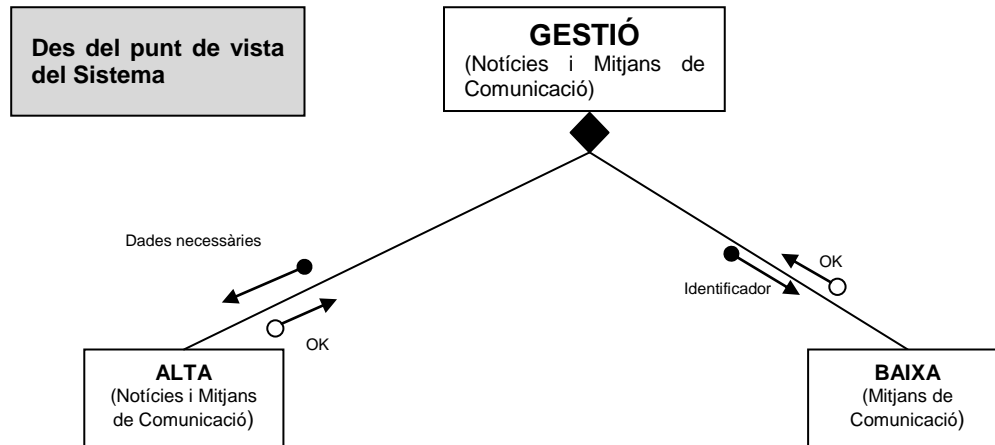 Des del punt de vista
del Sistema
GESTIÓ
(Notícies i Mitjans de
Comunicació)
Dades necessàries
OK
Identificador
OK
ALTA
(Notícies i Mitjans
de Comunicació)
BAIXA
(Mitjans de
Comunicació)